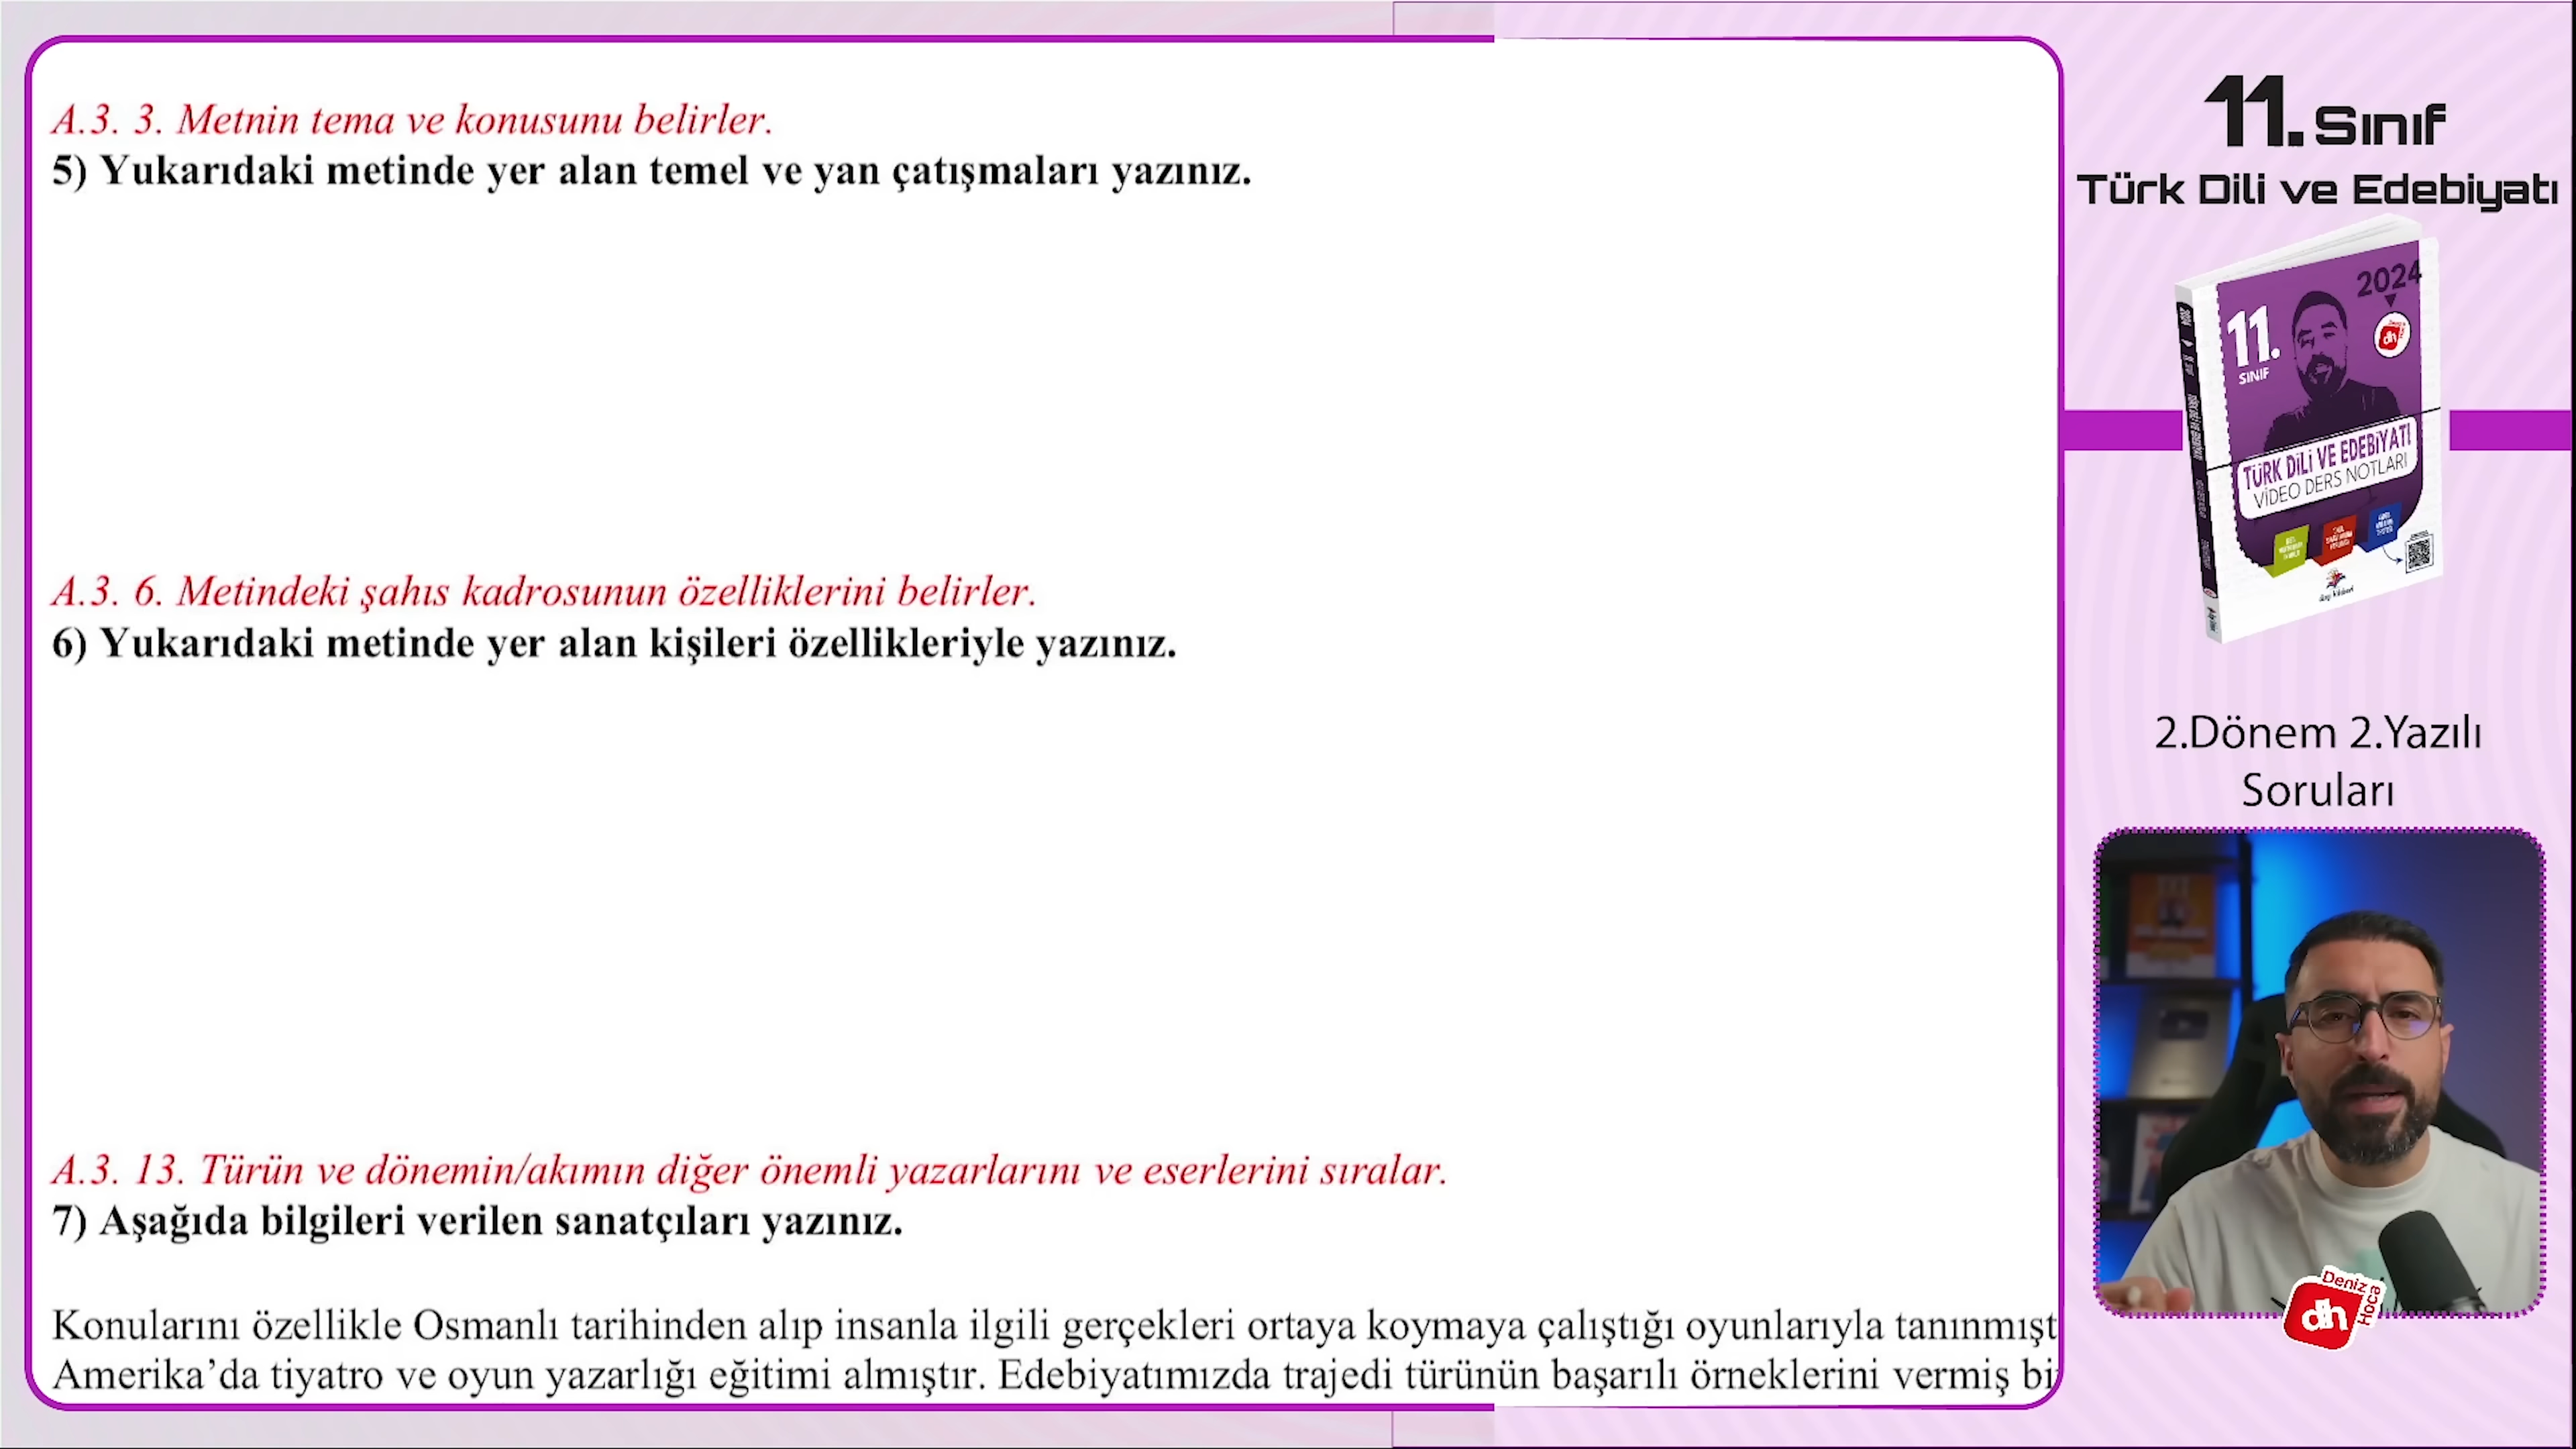 A.3. 3. Metnin tema ve konusunu belirler.
5) Yukarıdaki metinde yer alan temel ve yan çatışmaları yazınız.
A.3. 6. Metindeki şahıs kadrosunun özelliklerini belirler.
6) Yukarıdaki metinde yer alan kişileri özellikleriyle yazınız.
A.3. 13. Türün ve dönemin/akımın diğer önemli yazarlarını ve eserlerini sıralar.
7) Aşağıda bilgileri verilen sanatçıları yazınız.
Konularını özellikle Osmanlı tarihinden alıp insanla ilgili gerçekleri ortaya koymaya çalıştığı oyunlarıyla tanınmışt
Amerika’da tiyatro ve oyun yazarlığı eğitimi almıştır. Edebiyatımızda trajedi türünün başarılı örneklerini vermiş bi
11. Sınıf
Türk Dili ve Edebiyatı
2024
11.
SINIF
TÜRK DİLİ VE EDEBİYATI
VİDEO DERS NOTLARI
2.Dönem 2.Yazılı
Soruları
Deniz
Hoca
dh